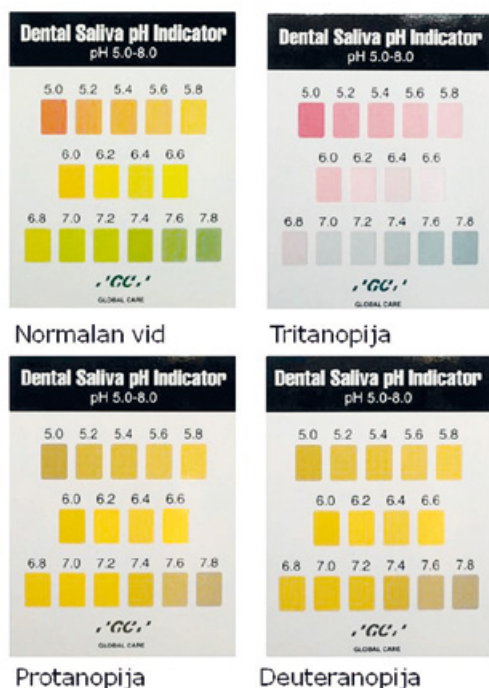 Dental Saliva pH Indicator
pH 5.0-8.0
5.0 5.2 5.4 5.6 5.8
6.0 6.2 6.4 6.6
6.8 7.0 7.2 7.4 7.6 7.8
GC
GLOBAL CARE
Normalan vid
Dental Saliva pH Indicator
pH 5.0-8.0
5.0 5.2 5.4 5.6 5.8
6.0 6.2 6.4 6.6
6.8 7.0 7.2 7.4 7.6 7.8
GC
GLOBAL CARE
Tritanopija
Dental Saliva pH Indicator
pH 5.0-8.0
5.0 5.2 5.4 5.6 5.8
6.0 6.2 6.4 6.6
6.8 7.0 7.2 7.4 7.6 7.8
GC
GLOBAL CARE
Protanopija
Dental Saliva pH Indicator
pH 5.0-8.0
5.0 5.2 5.4 5.6 5.8
6.0 6.2 6.4 6.6
6.8 7.0 7.2 7.4 7.6 7.8
GC
GLOBAL CARE
Deuteranopija